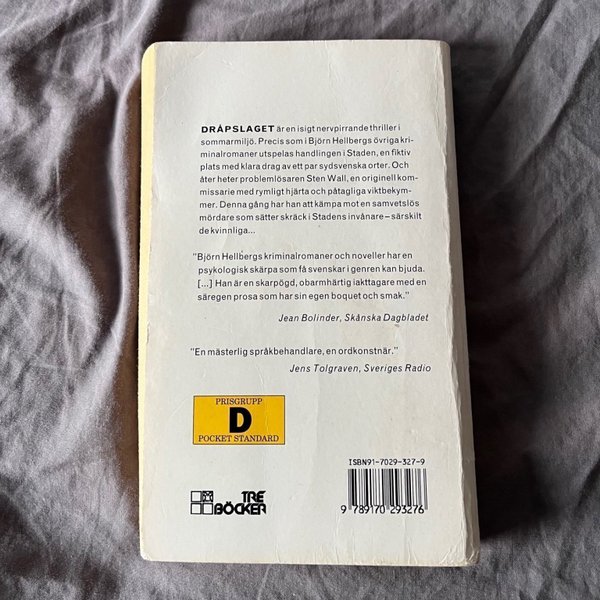 DRÅPSLAGET är en isigt nervpirrande thriller i
sommarmiljö. Precis som i Björn Hellbergs övriga kri-
minalromaner utspelas handlingen i Staden, en fiktiv
plats med klara drag av ett par sydsvenska orter. Och
åter heter problemlösaren Sten Wall, en originell kom-
missarie med rymligt hjärta och påtagliga viktbekym-
mer. Denna gång har han att kämpa mot en samvetslös
mördare som sätter skräck i Stadens invånare – särskilt
de kvinnliga...
"Björn Hellbergs kriminalromaner och noveller har en
psykologisk skärpa som få svenskar i genren kan bjuda.
[...] Han är en skarpögd, obarmhärtig iakttagare med en
säregen prosa som har sin egen boquet och smak."
Jean Bolinder, Skånska Dagbladet
"En mästerlig språkbehandlare, en ordkonstnär."
Jens Tolgraven, Sveriges Radio
PRISGRUPP
D
POCKET STANDARD
ISBN91-7029-327-9
9 789170 293276
TRE
BÖCKER